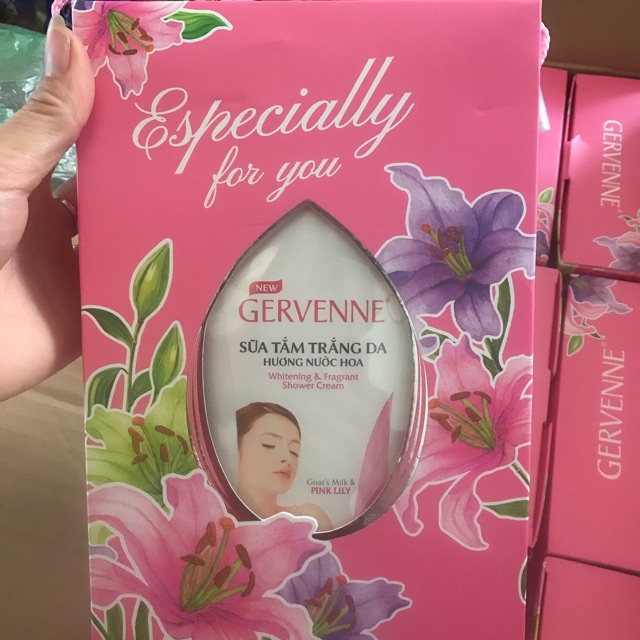 Especially
for you
NEW
GERVENNE®
SỮA TẮM TRẮNG DA
HƯƠNG NƯỚC HOA
Whitening & Fragrant
Shower Cream
Goat's Milk &
PINK LILY
GERVENNE®
GERVENNE®